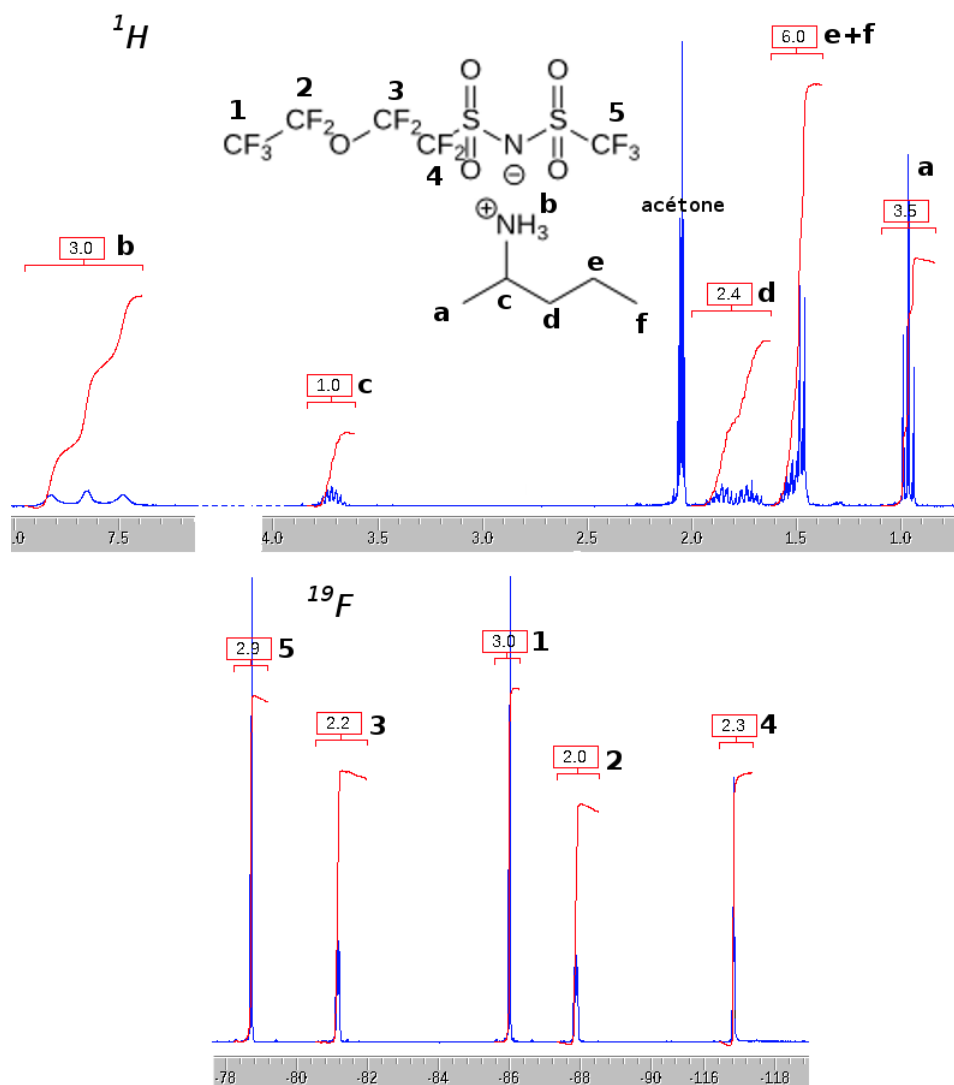 ¹H
6.0 e+f
2
3
O O
1
5
CF₂ CF₂ S S
CF₃ O CF₂ N CF₃
O O
4
⊖
a
⊕ b
NH₃
acétone
3.5
3.0 b
e
2.4 d
c
a d f
1.0 c
.0 7.5 4.0 3.5 3.0 2.5 2.0 1.5 1.0
¹⁹F
2.9 5
3.0 1
2.2 3
2.3 4
2.0 2
-78 -80 -82 -84 -86 -88 -90 -116 -118